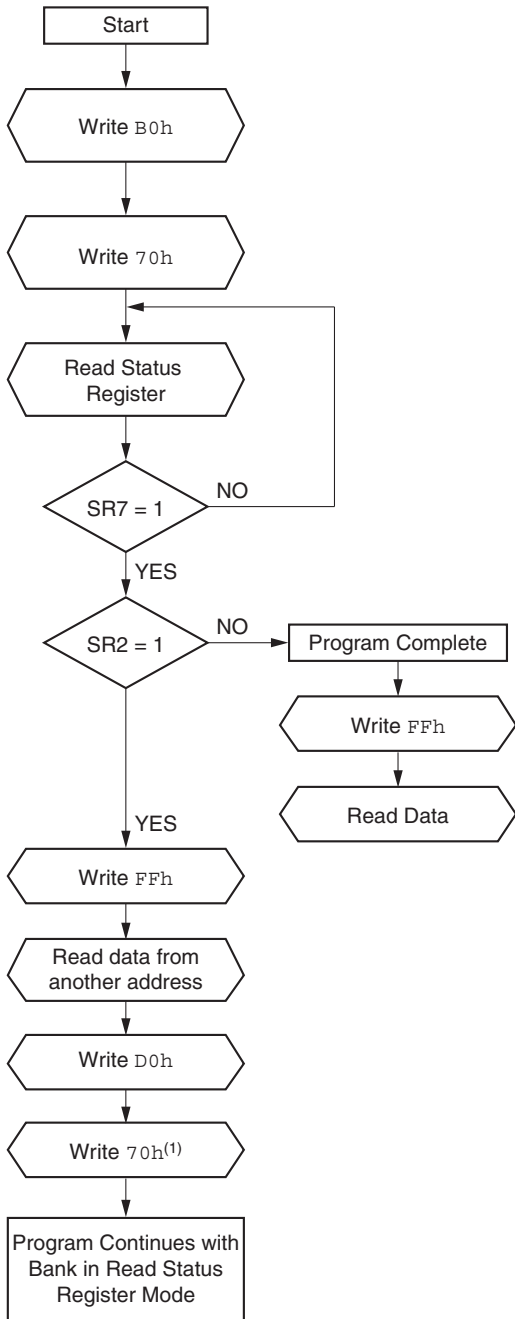 Start
Write B0h
Write 70h
Read Status
Register
SR7 = 1
NO
YES
SR2 = 1
NO
Program Complete
Write FFh
Read Data
YES
Write FFh
Read data from
another address
Write D0h
Write 70h(1)
Program Continues with
Bank in Read Status
Register Mode